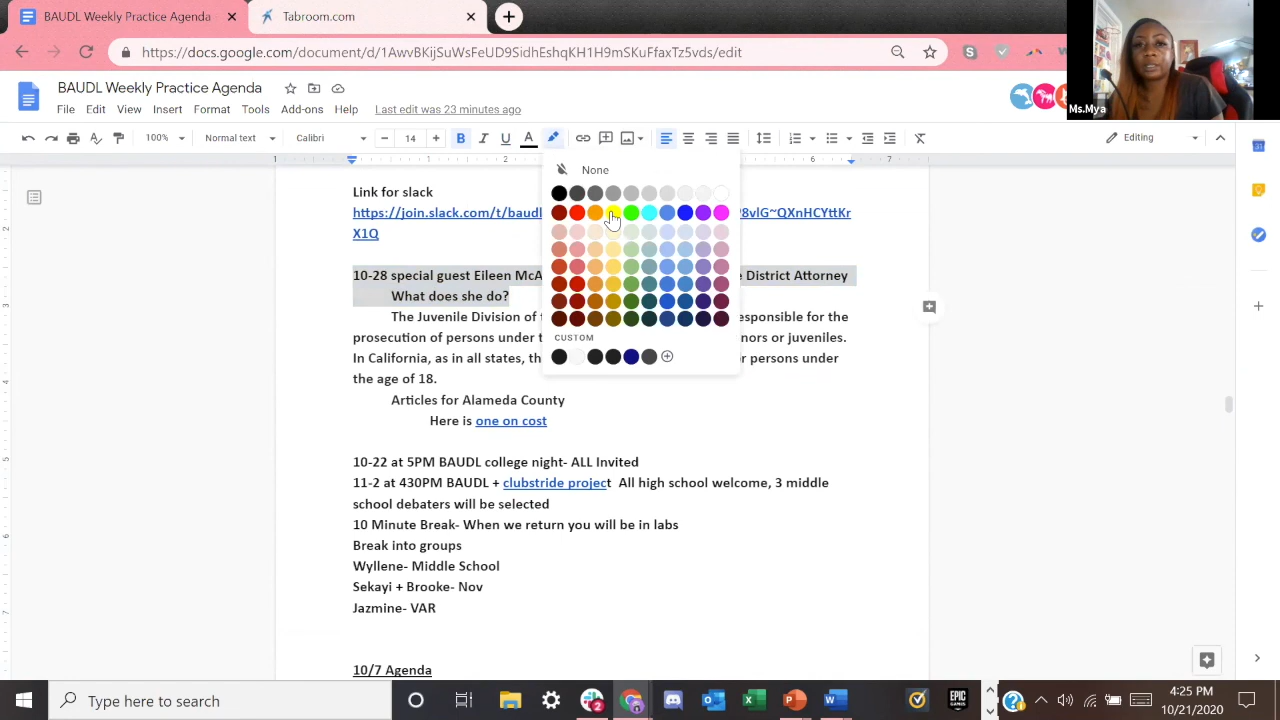 BAUDL Weekly Practice Agenda
Tabroom.com
https://docs.google.com/document/d/1AwyBKijSuWsFeUD9SidhEshqKH1H9mSKuFfaxTz5vds/edit
BAUDL Weekly Practice Agenda
File Edit View Insert Format Tools Add-ons Help Last edit was 23 minutes ago
Ms.Mya
100% Normal text Calibri 14 B I U A Editing
1 2 6 7
None
Link for slack
https://join.slack.com/t/baudl P8vlG~QXnHCYttKr
X1Q
10-28 special guest Eileen McA District Attorney
What does she do?
The Juvenile Division of esponsible for the
prosecution of persons under nors or juveniles.
In California, as in all states, persons under
the age of 18.
CUSTOM
Articles for Alameda County
Here is one on cost
10-22 at 5PM BAUDL college night- ALL Invited
11-2 at 430PM BAUDL + clubstride project All high school welcome, 3 middle
school debaters will be selected
10 Minute Break- When we return you will be in labs
Break into groups
Wyllene- Middle School
Sekayi + Brooke- Nov
Jazmine- VAR
10/7 Agenda
Type here to search
EPIC GAMES
4:25 PM
10/21/2020